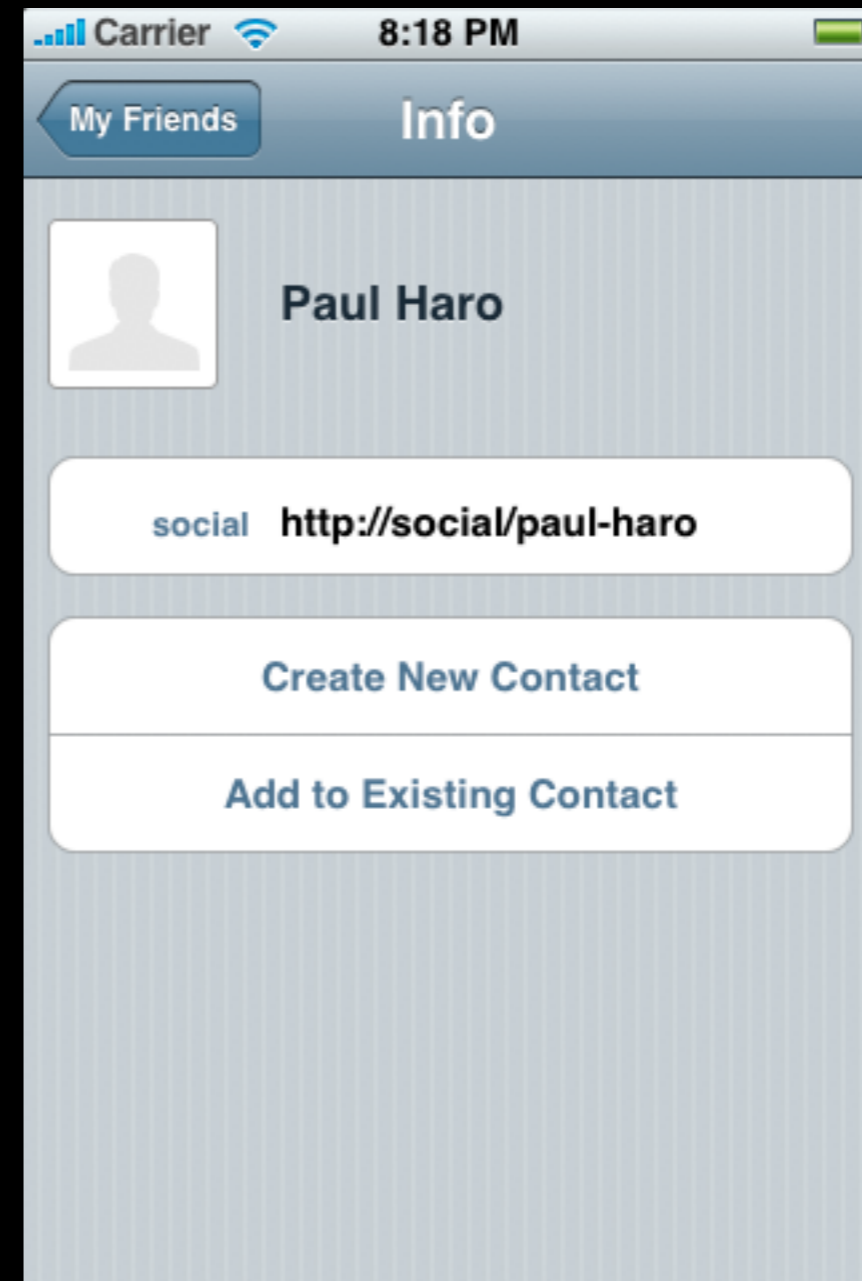 Carrier 8:18 PM
My Friends Info
Paul Haro
social http://social/paul-haro
Create New Contact
Add to Existing Contact